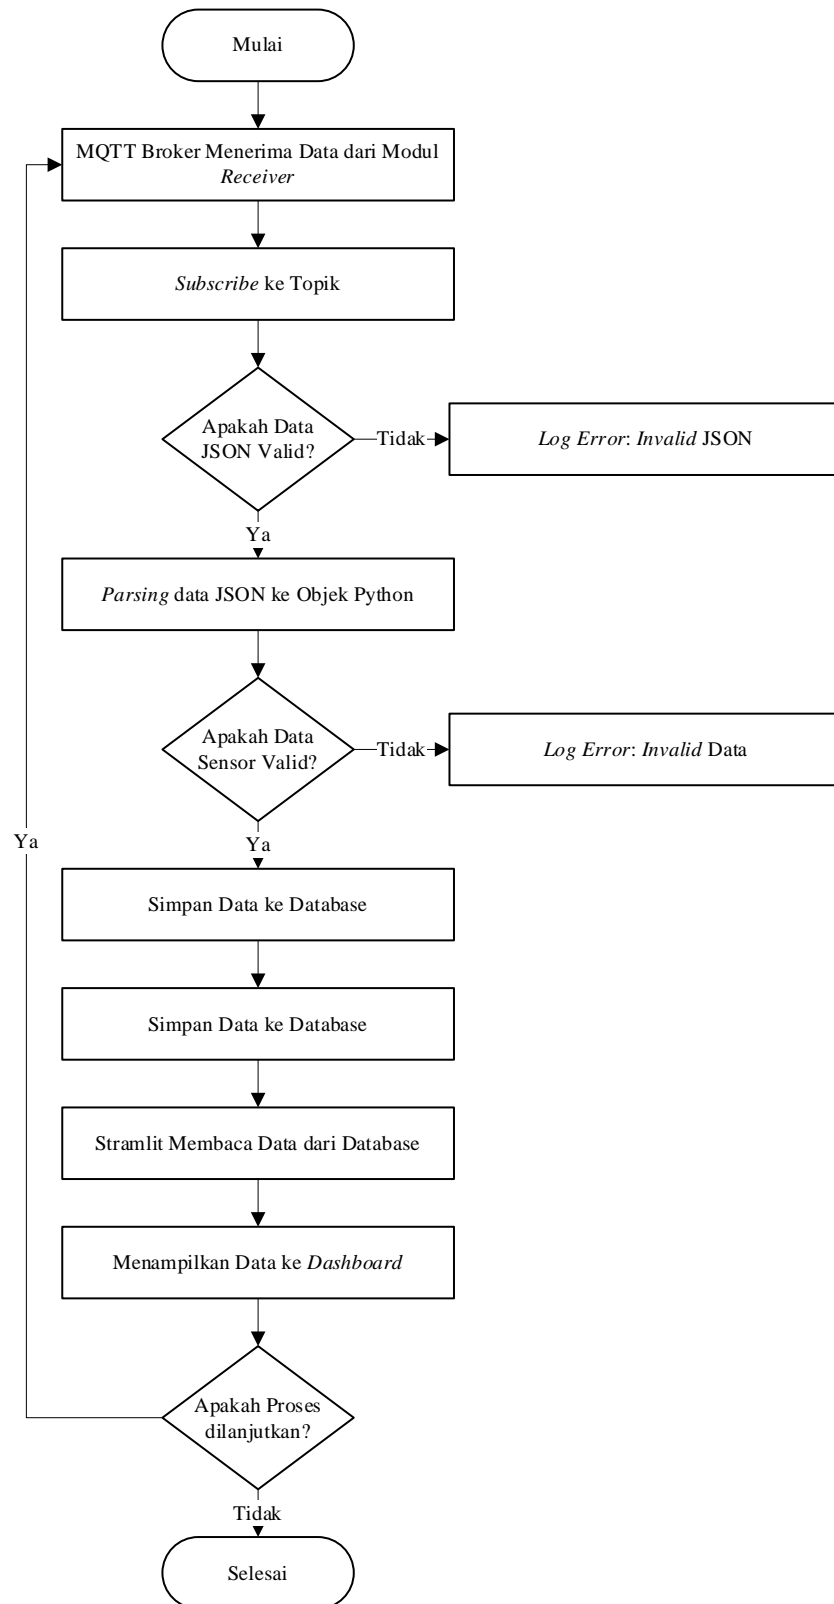 Mulai
MQTT Broker Menerima Data dari Modul
Receiver
Subscribe ke Topik
Apakah Data
JSON Valid?
Tidak
Log Error: Invalid JSON
Ya
Parsing data JSON ke Objek Python
Apakah Data
Sensor Valid?
Tidak
Log Error: Invalid Data
Ya
Ya
Simpan Data ke Database
Simpan Data ke Database
Stramlit Membaca Data dari Database
Menampilkan Data ke Dashboard
Apakah Proses
dilanjutkan?
Tidak
Selesai